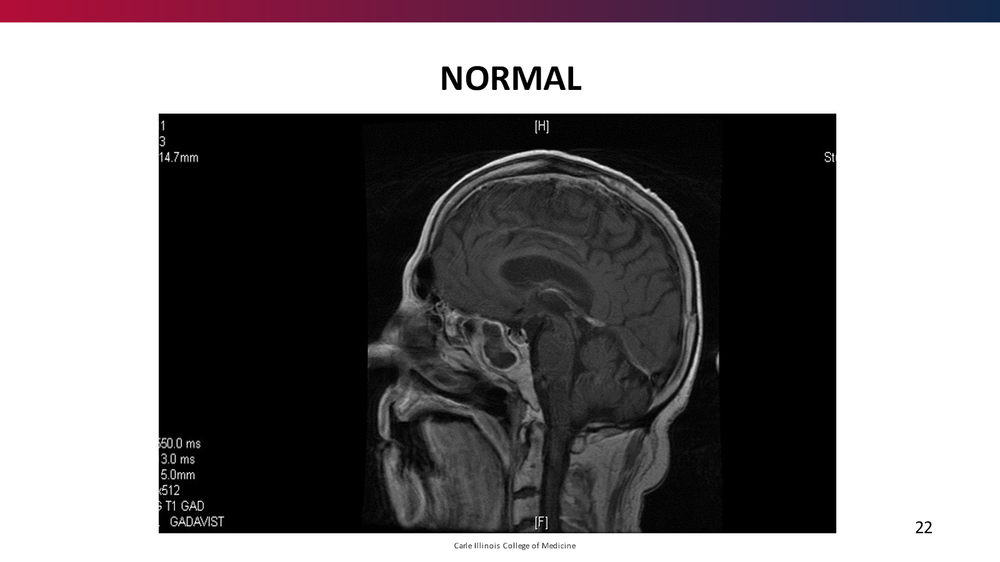 NORMAL
1
[H]
3
14.7mm
St
550.0 ms
3.0 ms
5.0mm
x512
G T1 GAD
GADAVIST
[F]
22
Carle Illinois College of Medicine